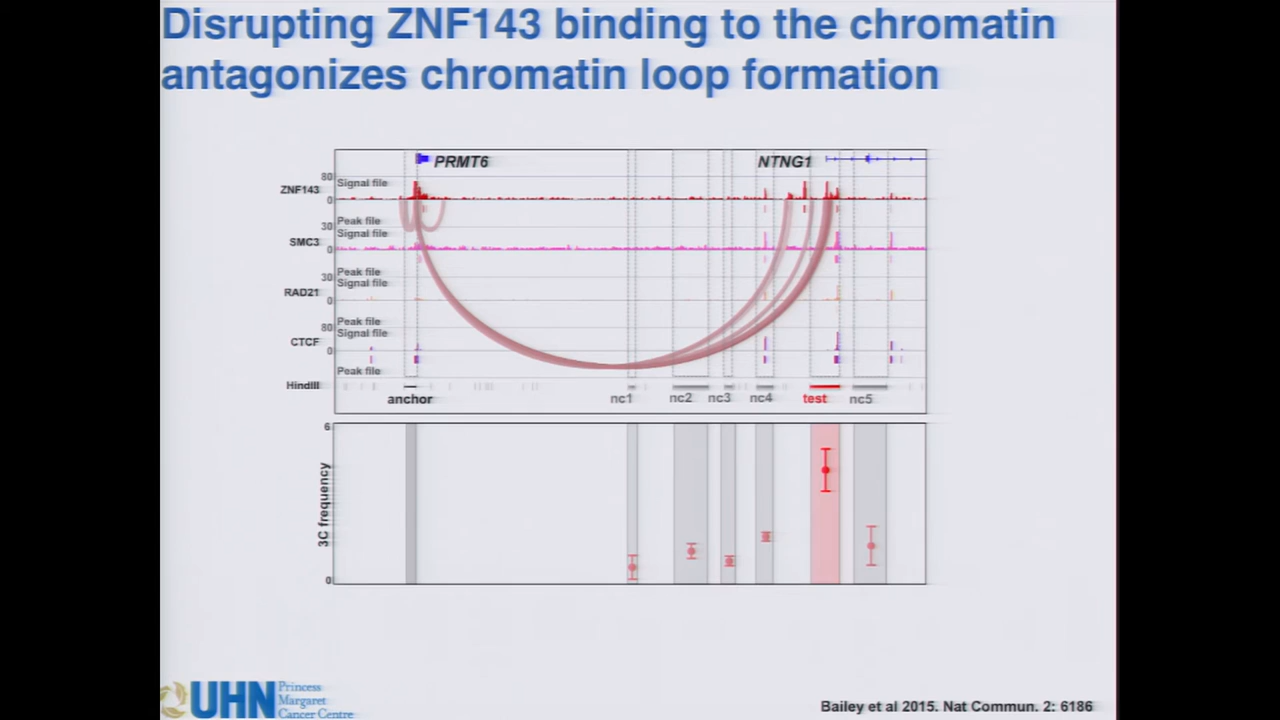 Disrupting ZNF143 binding to the chromatin
antagonizes chromatin loop formation
PRMT6
NTNG1
ZNF143
80
0
Signal file
Peak file
SMC3
30
0
Signal file
Peak file
RAD21
30
0
Signal file
Peak file
CTCF
80
0
Signal file
Peak file
HindIII
anchor
nc1
nc2
nc3
nc4
test
nc5
6
3C frequency
0
UHN
Princess
Margaret
Cancer Centre
Bailey et al 2015. Nat Commun. 2: 6186